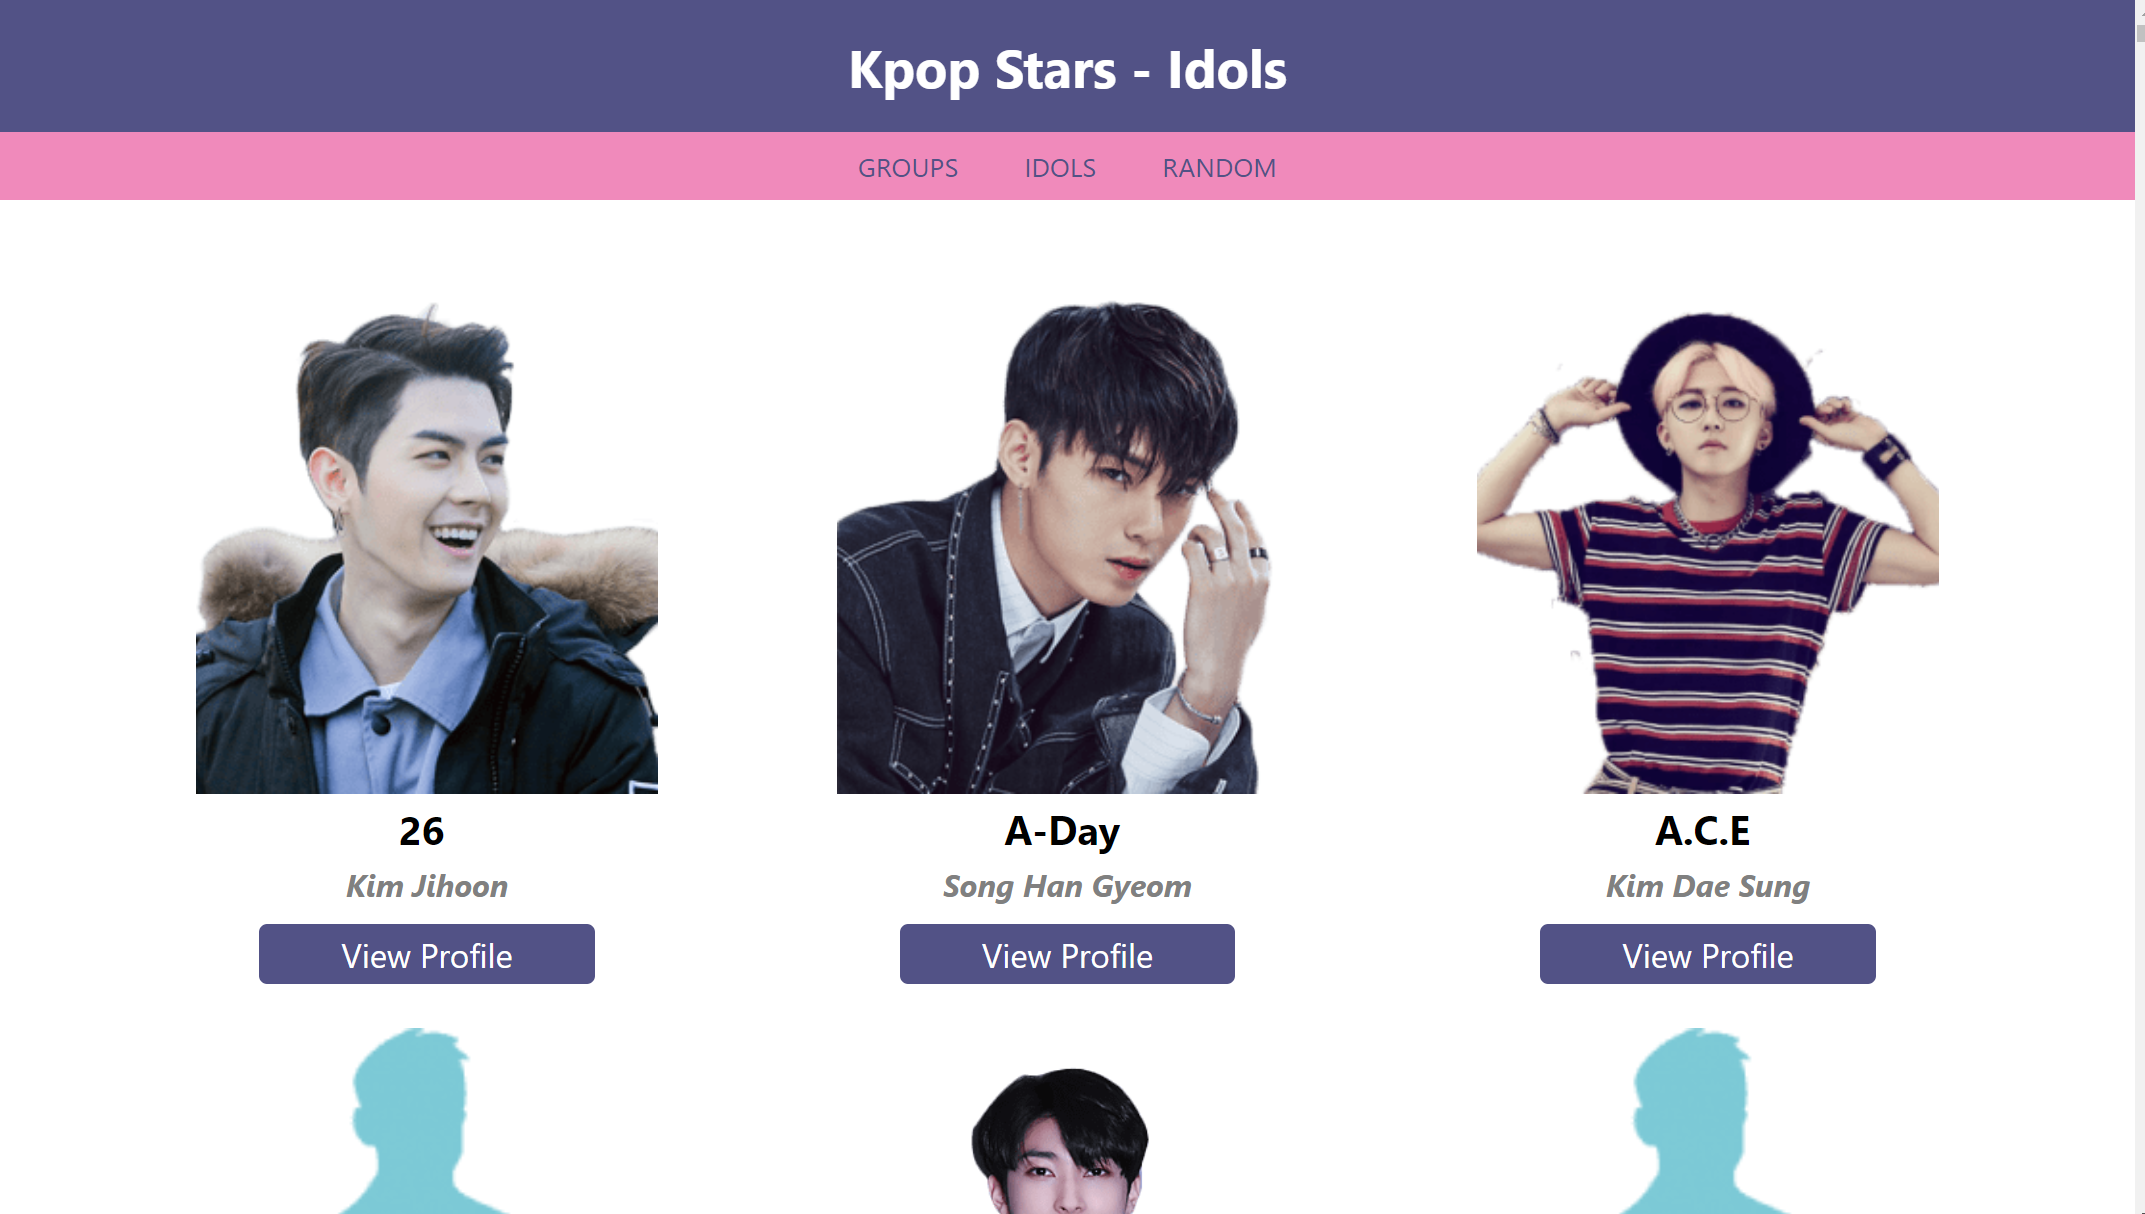 Kpop Stars - Idols
GROUPS IDOLS RANDOM
26
Kim Jihoon
View Profile
A-Day
Song Han Gyeom
View Profile
A.C.E
Kim Dae Sung
View Profile